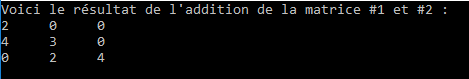 Voici le résultat de l'addition de la matrice #1 et #2 :
2 0 0
4 3 0
0 2 4